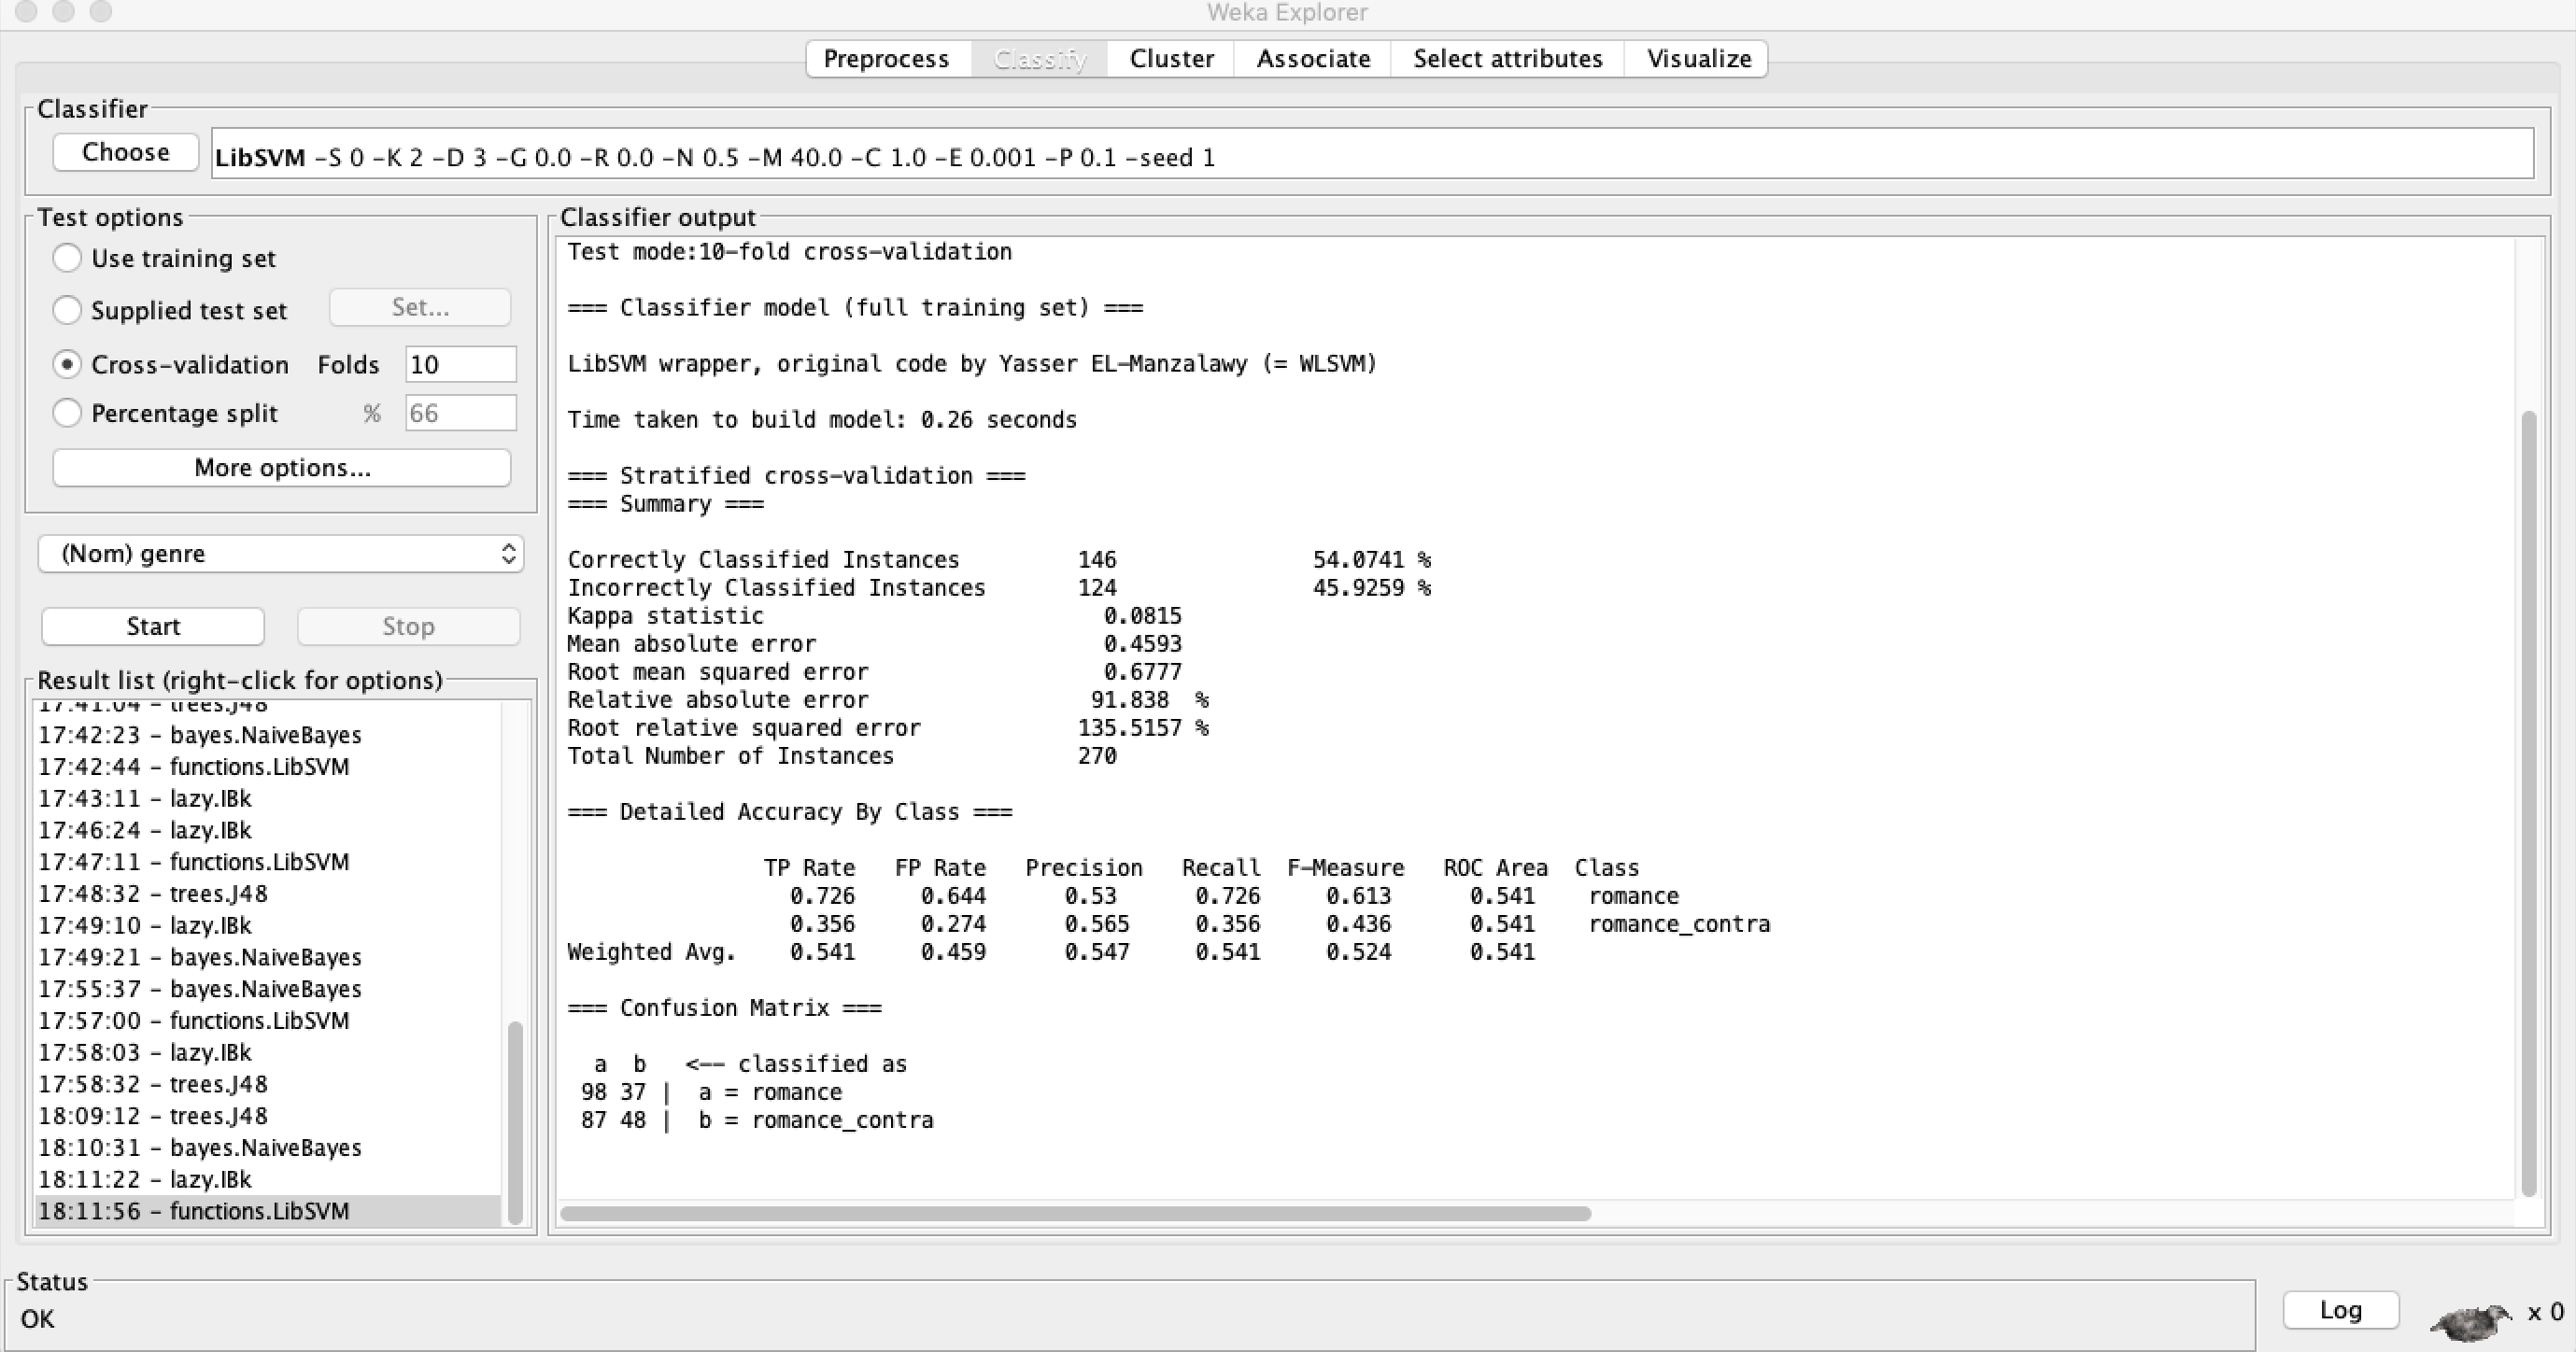 Weka Explorer
Preprocess Classify Cluster Associate Select attributes Visualize
Classifier
Choose LibSVM -S 0 -K 2 -D 3 -G 0.0 -R 0.0 -N 0.5 -M 40.0 -C 1.0 -E 0.001 -P 0.1 -seed 1
Test options
Use training set
Supplied test set Set...
Cross-validation Folds 10
Percentage split % 66
More options...
(Nom) genre
Start Stop
Result list (right-click for options)
17:41:04 - trees.J48
17:42:23 - bayes.NaiveBayes
17:42:44 - functions.LibSVM
17:43:11 - lazy.IBk
17:46:24 - lazy.IBk
17:47:11 - functions.LibSVM
17:48:32 - trees.J48
17:49:10 - lazy.IBk
17:49:21 - bayes.NaiveBayes
17:55:37 - bayes.NaiveBayes
17:57:00 - functions.LibSVM
17:58:03 - lazy.IBk
17:58:32 - trees.J48
18:09:12 - trees.J48
18:10:31 - bayes.NaiveBayes
18:11:22 - lazy.IBk
18:11:56 - functions.LibSVM
Classifier output
Test mode:10-fold cross-validation
=== Classifier model (full training set) ===
LibSVM wrapper, original code by Yasser EL-Manzalawy (= WLSVM)
Time taken to build model: 0.26 seconds
=== Stratified cross-validation ===
=== Summary ===
Correctly Classified Instances 146 54.0741 %
Incorrectly Classified Instances 124 45.9259 %
Kappa statistic 0.0815
Mean absolute error 0.4593
Root mean squared error 0.6777
Relative absolute error 91.838 %
Root relative squared error 135.5157 %
Total Number of Instances 270
=== Detailed Accuracy By Class ===
TP Rate FP Rate Precision Recall F-Measure ROC Area Class
0.726 0.644 0.53 0.726 0.613 0.541 romance
0.356 0.274 0.565 0.356 0.436 0.541 romance_contra
Weighted Avg. 0.541 0.459 0.547 0.541 0.524 0.541
=== Confusion Matrix ===
a b <-- classified as
98 37 | a = romance
87 48 | b = romance_contra
Status
OK
Log x 0